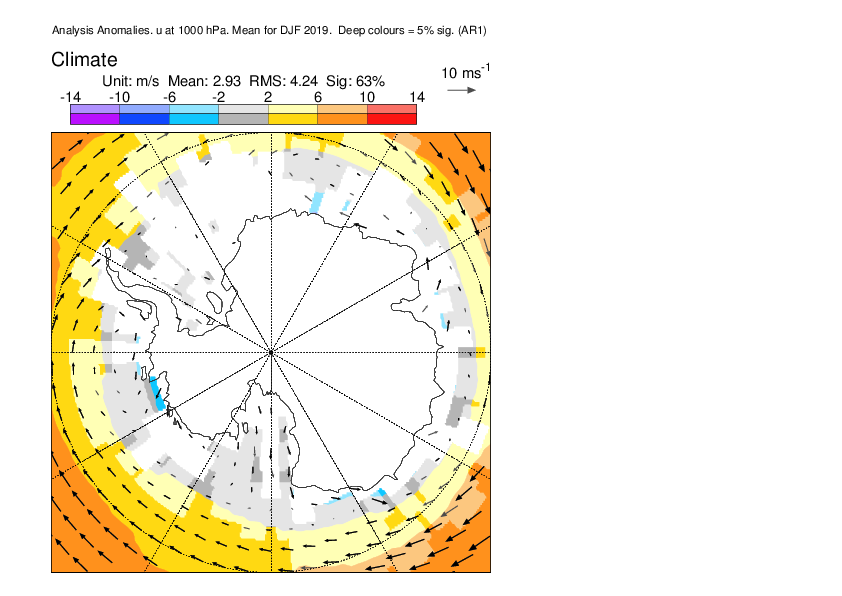 Analysis Anomalies. u at 1000 hPa. Mean for DJF 2019.  Deep colours = 5% sig. (AR1)
Climate
10 ms-1
Unit: m/s  Mean: 2.93  RMS: 4.24  Sig: 63%
-14 -10 -6 -2 2 6 10 14